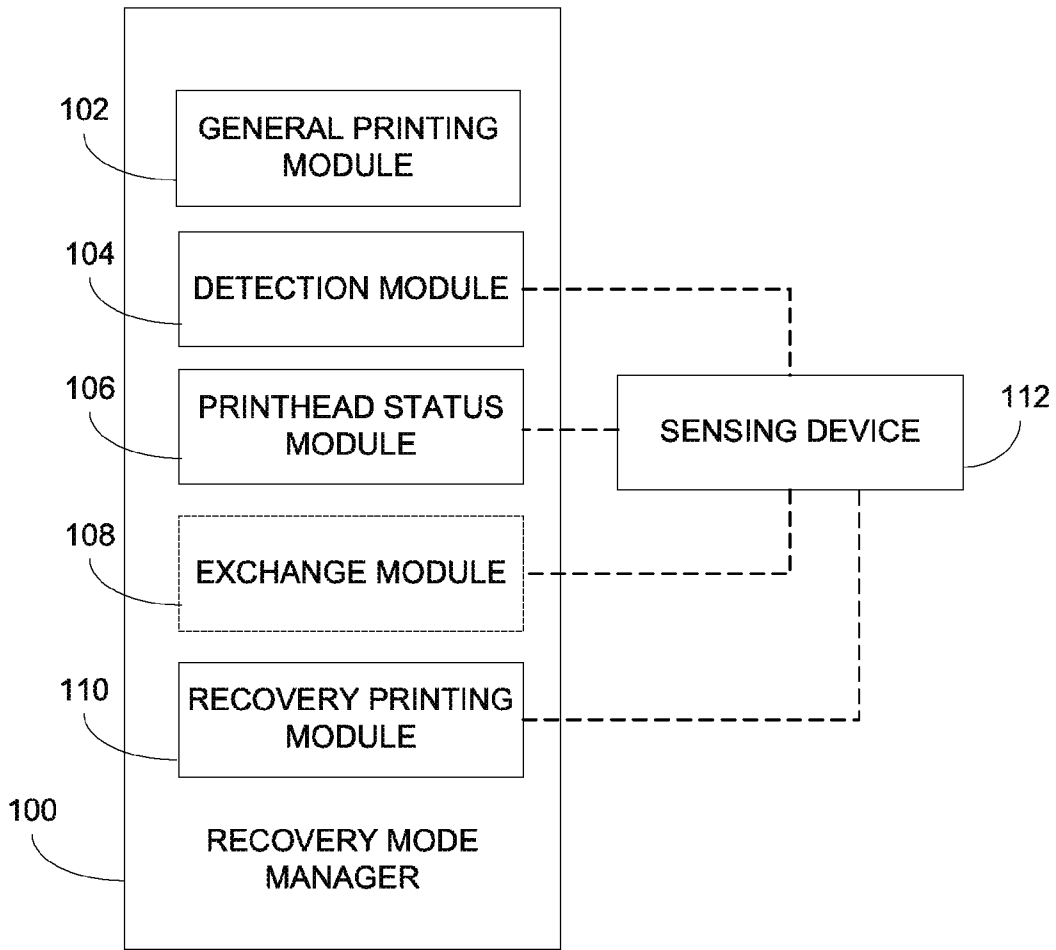 102
GENERAL PRINTING
MODULE
104
DETECTION MODULE
106
PRINTHEAD STATUS
MODULE
SENSING DEVICE
112
108
EXCHANGE MODULE
110
RECOVERY PRINTING
MODULE
100
RECOVERY MODE
MANAGER